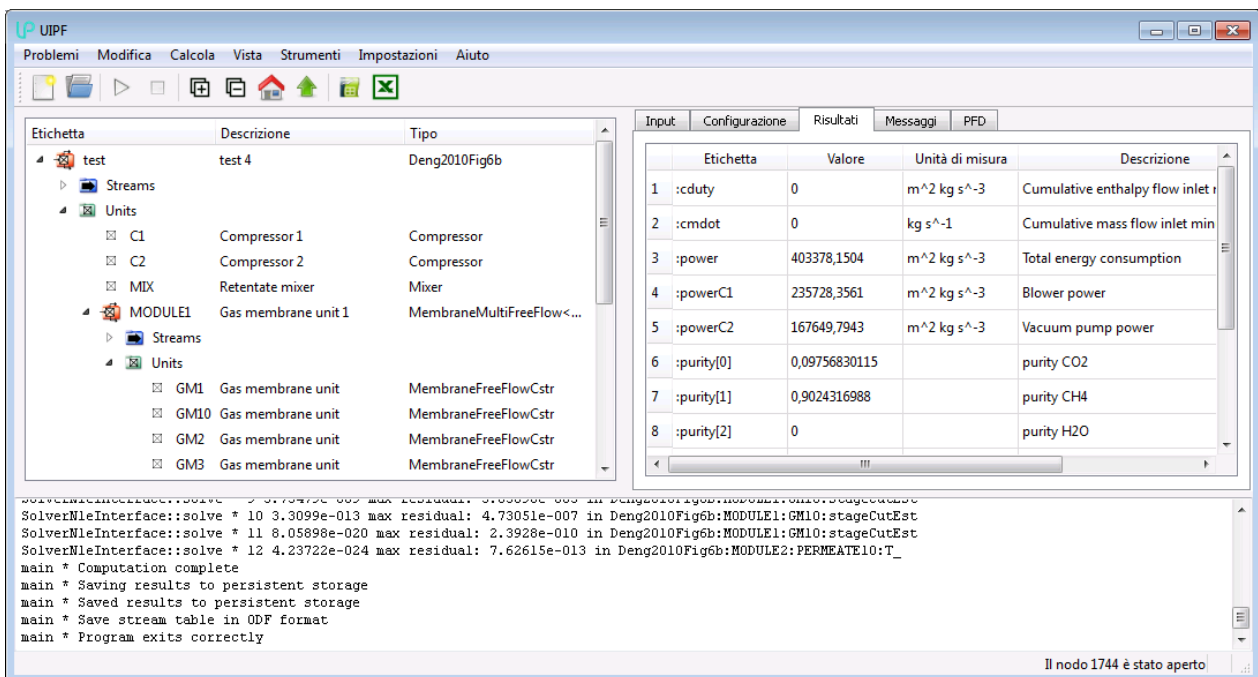 UIPF
Problemi Modifica Calcola Vista Strumenti Impostazioni Aiuto
Etichetta Descrizione Tipo
test test 4 Deng2010Fig6b
Streams
Units
C1 Compressor 1 Compressor
C2 Compressor 2 Compressor
MIX Retentate mixer Mixer
MODULE1 Gas membrane unit 1 MembraneMultiFreeFlow<...
Streams
Units
GM1 Gas membrane unit MembraneFreeFlowCstr
GM10 Gas membrane unit MembraneFreeFlowCstr
GM2 Gas membrane unit MembraneFreeFlowCstr
GM3 Gas membrane unit MembraneFreeFlowCstr
Input Configurazione Risultati Messaggi PFD
Etichetta Valore Unità di misura Descrizione
1 :cduty 0 m^2 kg s^-3 Cumulative enthalpy flow inlet
2 :cmdot 0 kg s^-1 Cumulative mass flow inlet min
3 :power 403378,1504 m^2 kg s^-3 Total energy consumption
4 :powerC1 235728,3561 m^2 kg s^-3 Blower power
5 :powerC2 167649,7943 m^2 kg s^-3 Vacuum pump power
6 :purity[0] 0,09756830115 purity CO2
7 :purity[1] 0,9024316988 purity CH4
8 :purity[2] 0 purity H2O
SolverNleInterface::solve * 10 3.3099e-013 max residual: 4.73051e-007 in Deng2010Fig6b:MODULE1:GM10:stageCutEst
SolverNleInterface::solve * 11 8.05898e-020 max residual: 2.3928e-010 in Deng2010Fig6b:MODULE1:GM10:stageCutEst
SolverNleInterface::solve * 12 4.23722e-024 max residual: 7.62615e-013 in Deng2010Fig6b:MODULE2:PERMEATE10:T_
main * Computation complete
main * Saving results to persistent storage
main * Saved results to persistent storage
main * Save stream table in ODF format
main * Program exits correctly
Il nodo 1744 è stato aperto